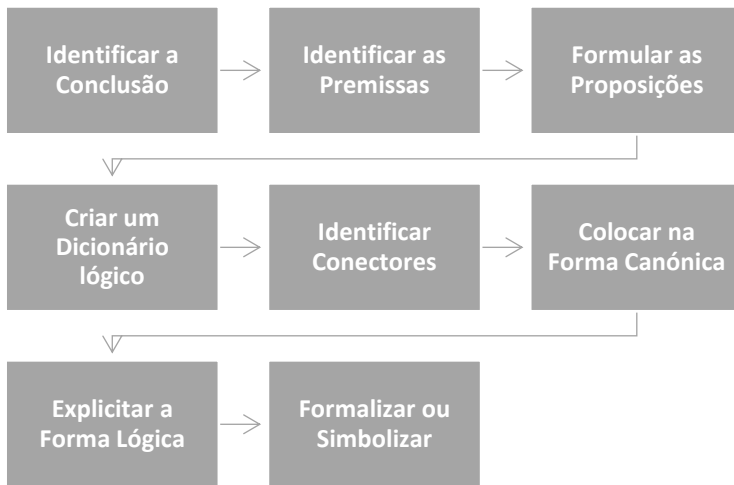 Identificar a
Conclusão
Identificar as
Premissas
Formular as
Proposições
Criar um
Dicionário
lógico
Identificar
Conectores
Colocar na
Forma Canónica
Explicitar a
Forma Lógica
Formalizar ou
Simbolizar